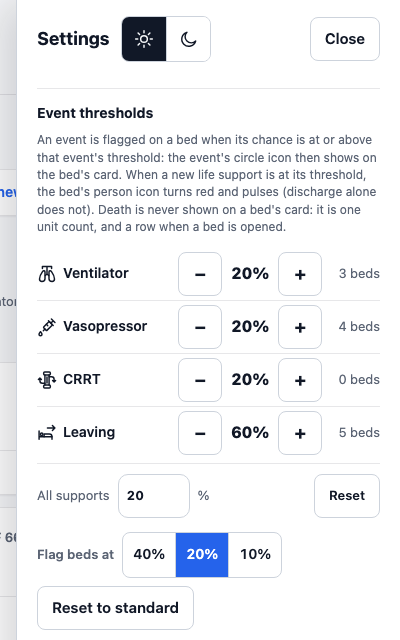 Settings
Close
Event thresholds
An event is flagged on a bed when its chance is at or above
that event's threshold: the event's circle icon then shows on
the bed's card. When a new life support is at its threshold,
the bed's person icon turns red and pulses (discharge alone
does not). Death is never shown on a bed's card: it is one
unit count, and a row when a bed is opened.
Ventilator − 20% + 3 beds
Vasopressor − 20% + 4 beds
CRRT − 20% + 0 beds
Leaving − 60% + 5 beds
All supports 20 % Reset
Flag beds at 40% 20% 10%
Reset to standard